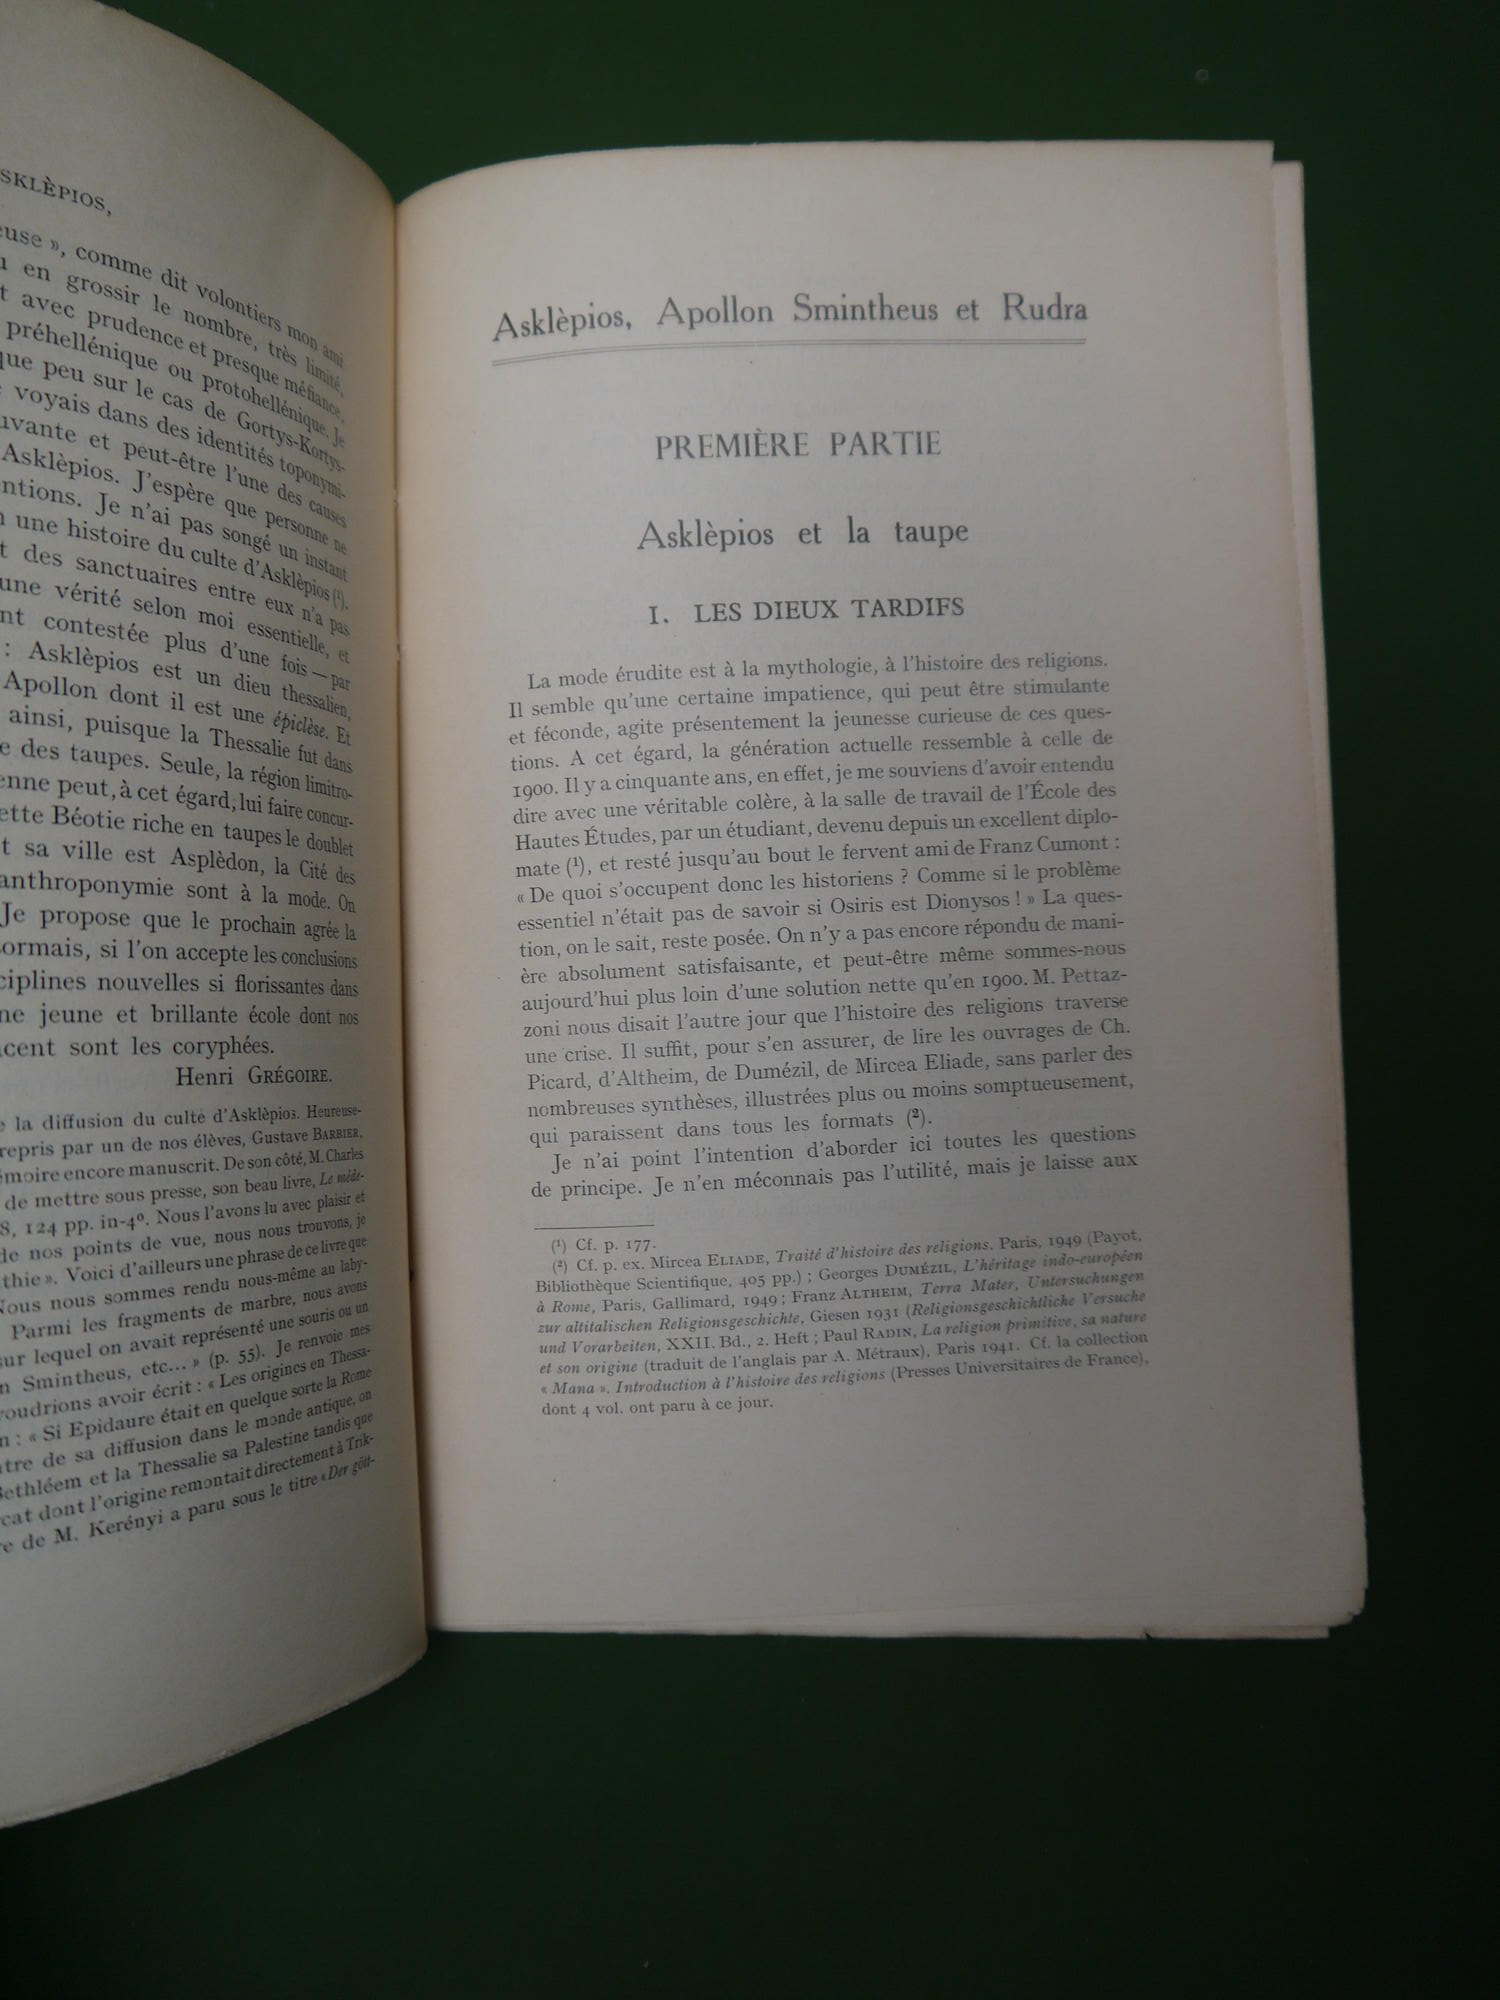 SKLÈPIOS,
euse », comme dit volontiers mon ami
en grossir le nombre, très limité,
t avec prudence et presque méfiance,
préhellénique ou protohellénique. Je
que peu sur le cas de Gortys-Kortys-
voyais dans des identités toponymi-
uvante et peut-être l'une des causes
Asklèpios. J'espère que personne ne
ntions. Je n'ai pas songé un instant
une histoire du culte d'Asklèpios (¹).
t des sanctuaires entre eux n'a pas
une vérité selon moi essentielle, et
nt contestée plus d'une fois — par
: Asklèpios est un dieu thessalien,
Apollon dont il est une épiclèse. Et
ainsi, puisque la Thessalie fut dans
e des taupes. Seule, la région limitro-
enne peut, à cet égard, lui faire concur-
ette Béotie riche en taupes le doublet
t sa ville est Asplèdon, la Cité des
anthroponymie sont à la mode. On
Je propose que le prochain agrée la
ormais, si l'on accepte les conclusions
ciplines nouvelles si florissantes dans
ne jeune et brillante école dont nos
cent sont les coryphées.
Henri GRÉGOIRE.
e la diffusion du culte d'Asklèpios. Heureuse-
repris par un de nos élèves, Gustave BARBIER,
émoire encore manuscrit. De son côté, M. Charles
de mettre sous presse, son beau livre, Le méde-
8, 124 pp. in-4°. Nous l'avons lu avec plaisir et
de nos points de vue, nous nous trouvons, je
thie ». Voici d'ailleurs une phrase de ce livre que
Nous nous sommes rendu nous-même au laby-
Parmi les fragments de marbre, nous avons
ur lequel on avait représenté une souris ou un
n Smintheus, etc... » (p. 55). Je renvoie mes
oudrions avoir écrit : « Les origines en Thessa-
n : « Si Epidaure était en quelque sorte la Rome
tre de sa diffusion dans le monde antique, on
Bethléem et la Thessalie sa Palestine tandis que
cat dont l'origine remontait directement à Trik-
re de M. Kerényi a paru sous le titre «Der gött-
Asklèpios, Apollon Smintheus et Rudra
PREMIÈRE PARTIE
Asklèpios et la taupe
I. LES DIEUX TARDIFS
La mode érudite est à la mythologie, à l'histoire des religions.
Il semble qu'une certaine impatience, qui peut être stimulante
et féconde, agite présentement la jeunesse curieuse de ces ques-
tions. A cet égard, la génération actuelle ressemble à celle de
1900. Il y a cinquante ans, en effet, je me souviens d'avoir entendu
dire avec une véritable colère, à la salle de travail de l'École des
Hautes Études, par un étudiant, devenu depuis un excellent diplo-
mate (¹), et resté jusqu'au bout le fervent ami de Franz Cumont :
« De quoi s'occupent donc les historiens ? Comme si le problème
essentiel n'était pas de savoir si Osiris est Dionysos ! » La ques-
tion, on le sait, reste posée. On n'y a pas encore répondu de mani-
ère absolument satisfaisante, et peut-être même sommes-nous
aujourd'hui plus loin d'une solution nette qu'en 1900. M. Pettaz-
zoni nous disait l'autre jour que l'histoire des religions traverse
une crise. Il suffit, pour s'en assurer, de lire les ouvrages de Ch.
Picard, d'Altheim, de Dumézil, de Mircea Eliade, sans parler des
nombreuses synthèses, illustrées plus ou moins somptueusement,
qui paraissent dans tous les formats (²).
Je n'ai point l'intention d'aborder ici toutes les questions
de principe. Je n'en méconnais pas l'utilité, mais je laisse aux
(¹) Cf. p. 177.
(²) Cf. p. ex. Mircea ELIADE, Traité d'histoire des religions. Paris, 1949 (Payot,
Bibliothèque Scientifique, 405 pp.) ; Georges DUMÉZIL, L'héritage indo-européen
à Rome, Paris, Gallimard, 1949 ; Franz ALTHEIM, Terra Mater, Untersuchungen
zur altitalischen Religionsgeschichte, Giesen 1931 (Religionsgeschichtliche Versuche
und Vorarbeiten, XXII. Bd., 2. Heft ; Paul RADIN, La religion primitive, sa nature
et son origine (traduit de l'anglais par A. Métraux), Paris 1941. Cf. la collection
« Mana ». Introduction à l'histoire des religions (Presses Universitaires de France),
dont 4 vol. ont paru à ce jour.